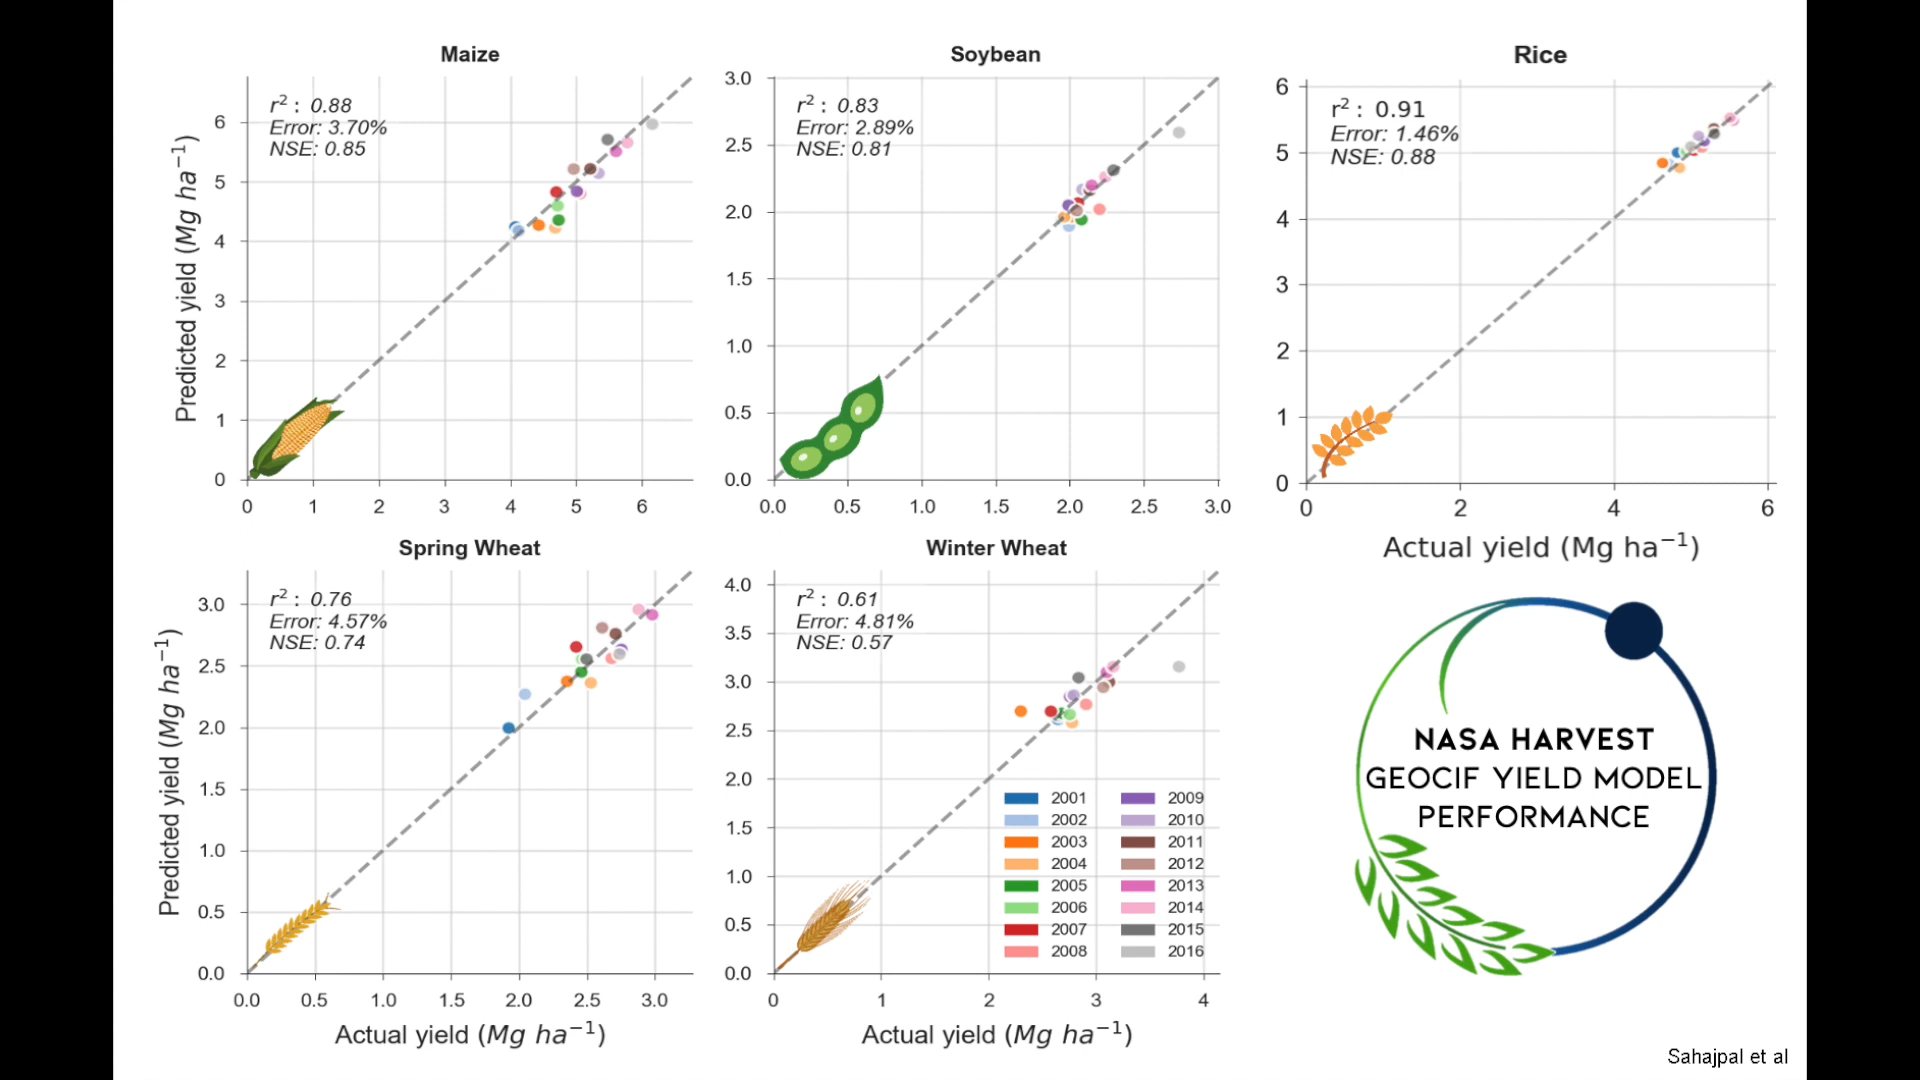 Maize
r² : 0.88
Error: 3.70%
NSE: 0.85
Predicted yield (Mg ha⁻¹)
6
5
4
3
2
1
0
0 1 2 3 4 5 6
Soybean
r² : 0.83
Error: 2.89%
NSE: 0.81
3.0
2.5
2.0
1.5
1.0
0.5
0.0
0.0 0.5 1.0 1.5 2.0 2.5 3.0
Rice
r² : 0.91
Error: 1.46%
NSE: 0.88
6
5
4
3
2
1
0
0 2 4 6
Actual yield (Mg ha⁻¹)
Spring Wheat
r² : 0.76
Error: 4.57%
NSE: 0.74
Predicted yield (Mg ha⁻¹)
3.0
2.5
2.0
1.5
1.0
0.5
0.0
0.0 0.5 1.0 1.5 2.0 2.5 3.0
Actual yield (Mg ha⁻¹)
Winter Wheat
r² : 0.61
Error: 4.81%
NSE: 0.57
4.0
3.5
3.0
2.5
2.0
1.5
1.0
0.5
0.0
0 1 2 3 4
Actual yield (Mg ha⁻¹)
2001 2009
2002 2010
2003 2011
2004 2012
2005 2013
2006 2014
2007 2015
2008 2016
NASA HARVEST
GEOCIF YIELD MODEL
PERFORMANCE
Sahajpal et al